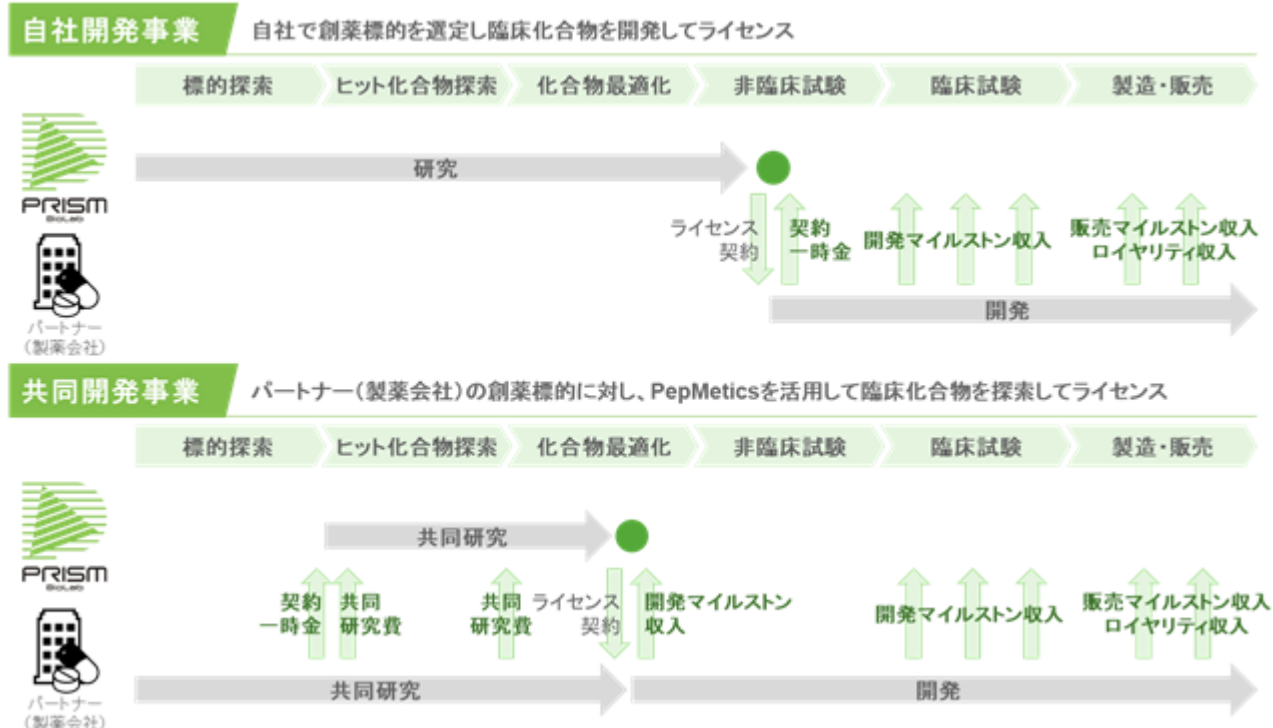 自社開発事業
自社で創薬標的を選定し臨床化合物を開発してライセンス
標的探索
ヒット化合物探索
化合物最適化
非臨床試験
臨床試験
製造・販売
研究
PRISM
BioLab
ライセンス
契約
契約
一時金
開発マイルストン収入
販売マイルストン収入
ロイヤリティ収入
開発
パートナー
（製薬会社）
共同開発事業
パートナー（製薬会社）の創薬標的に対し、PepMeticsを活用して臨床化合物を探索してライセンス
標的探索
ヒット化合物探索
化合物最適化
非臨床試験
臨床試験
製造・販売
共同研究
PRISM
BioLab
契約
一時金
共同
研究費
共同
研究費
ライセンス
契約
開発マイルストン
収入
開発マイルストン収入
販売マイルストン収入
ロイヤリティ収入
共同研究
開発
パートナー
（製薬会社）